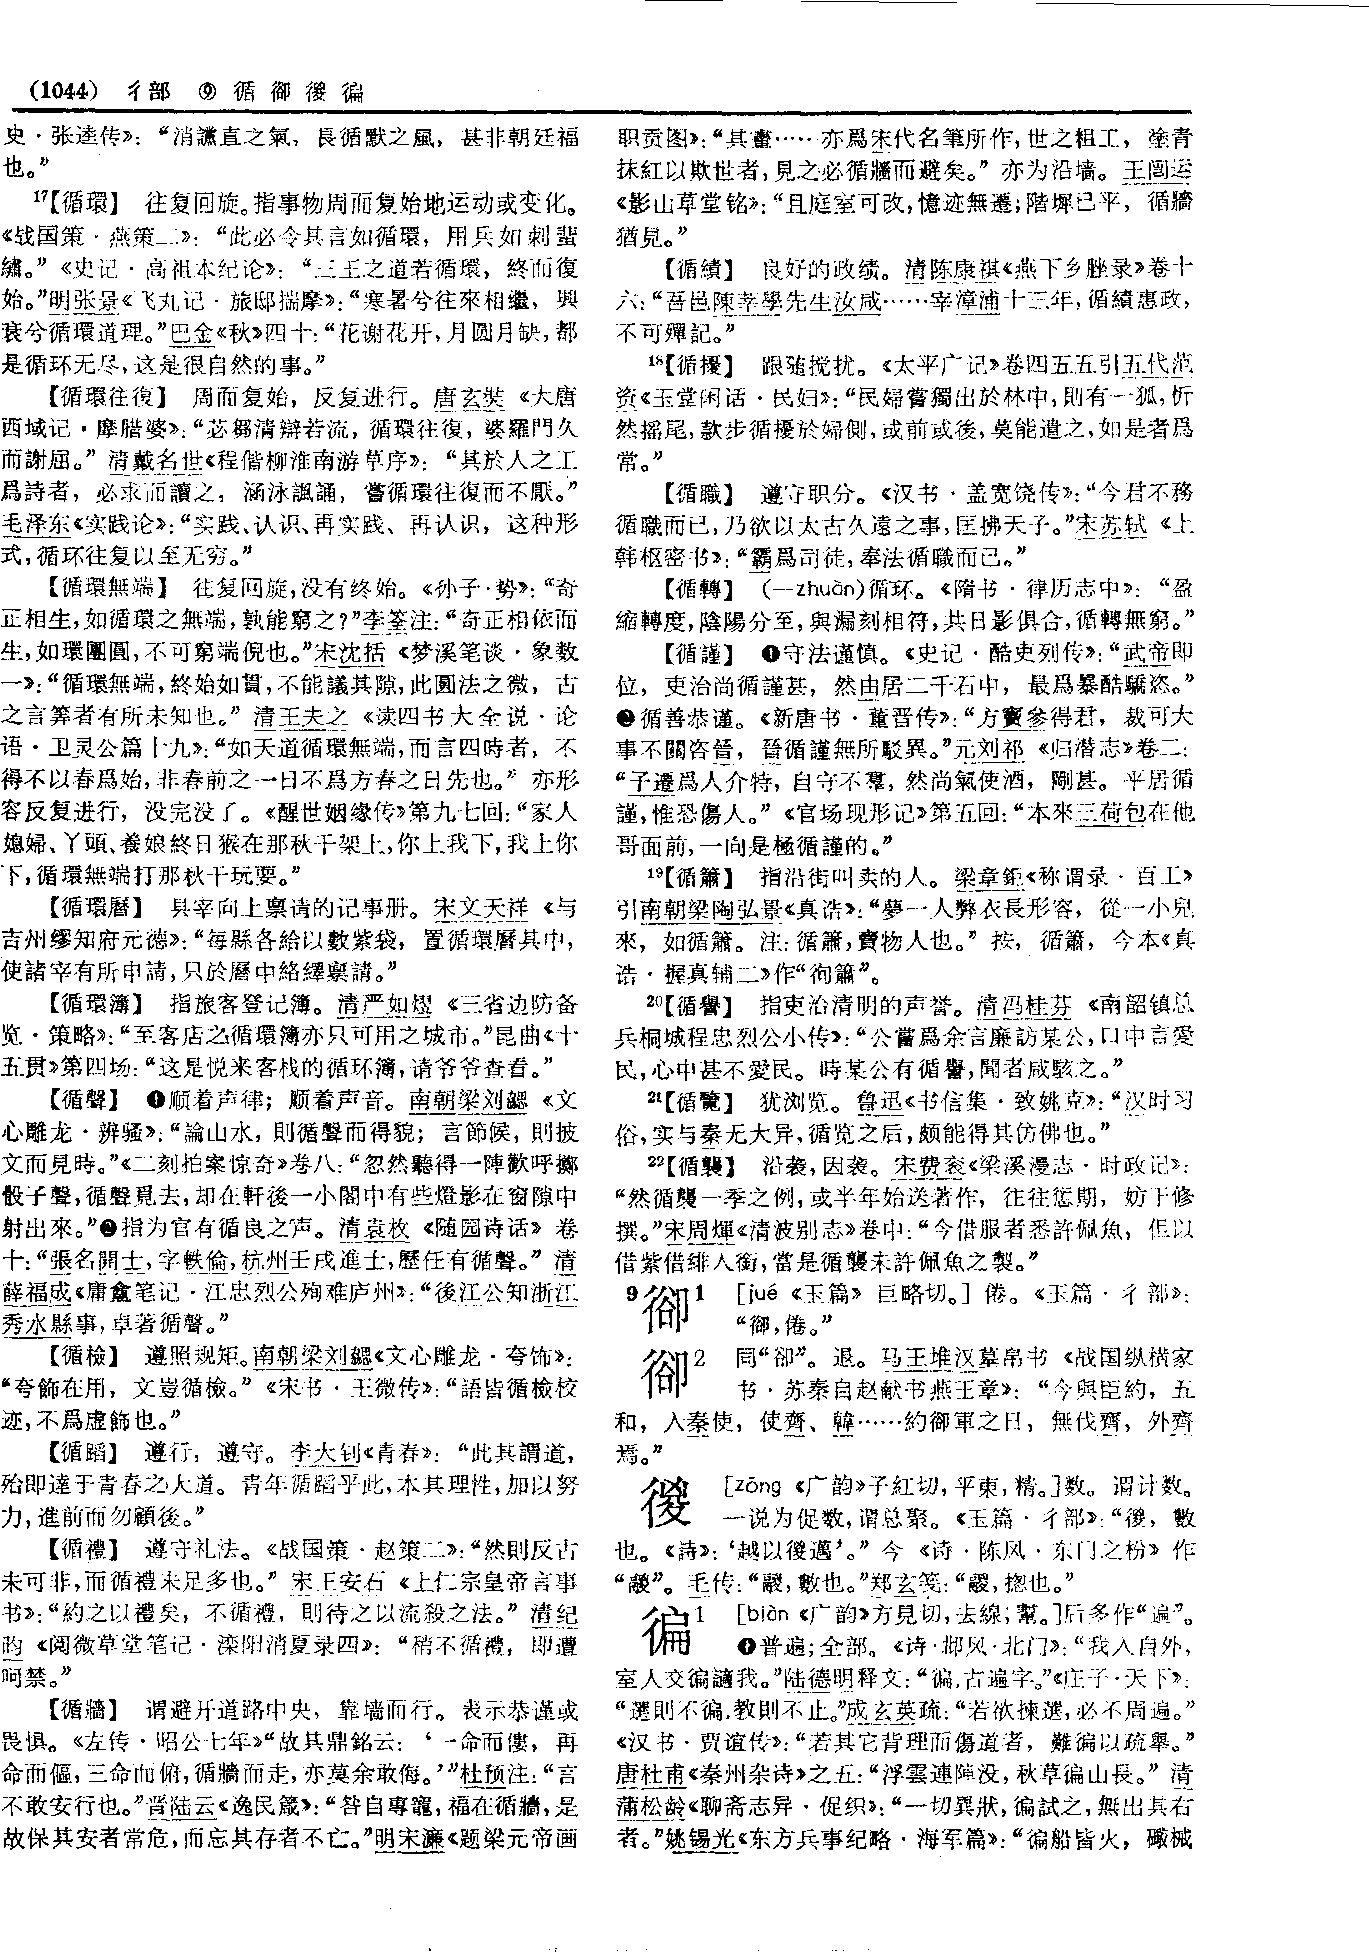 (1044) 彳部 ⑨ 循 㣡 㣭 徧
史·张逵传》：“消讜直之氣，長循默之風，甚非朝廷福
也。”
17【循環】 往复回旋。指事物周而复始地运动或变化。
《战国策·燕策二》：“此必令其言如循環，用兵如刺蜚
繡。”《史记·高祖本纪论》：“三王之道若循環，終而復
始。”明张景《飞丸记·旅邸揣摩》：“寒暑兮往來相繼，興
衰兮循環道理。”巴金《秋》四十：“花谢花开，月圆月缺，都
是循环无尽，这是很自然的事。”
【循環往復】 周而复始，反复进行。唐玄奘《大唐
西域记·摩腊婆》：“苾芻清辯若流，循環往復，婆羅門久
而謝屈。”清戴名世《程偕柳淮南游草序》：“其於人之工
爲詩者，必求而讀之，涵泳諷誦，嘗循環往復而不厭。”
毛泽东《实践论》：“实践、认识、再实践、再认识，这种形
式，循环往复以至无穷。”
【循環無端】 往复回旋，没有终始。《孙子·势》：“奇
正相生，如循環之無端，孰能窮之？”李筌注：“奇正相依而
生，如環團圓，不可窮端倪也。”宋沈括《梦溪笔谈·象数
一》：“循環無端，終始如貫，不能議其隙，此圓法之微，古
之言筭者有所未知也。”清王夫之《读四书大全说·论
语·卫灵公篇十九》：“如天道循環無端，而言四時者，不
得不以春爲始，非春前之一日不爲方春之日先也。”亦形
容反复进行，没完没了。《醒世姻缘传》第九七回：“家人
媳婦、丫頭、養娘終日猴在那秋千架上，你上我下，我上你
下，循環無端打那秋千玩耍。”
【循環曆】 县宰向上禀请的记事册。宋文天祥《与
吉州缪知府元德》：“每縣各給以數紫袋，置循環曆其中，
使諸宰有所申請，只於曆中絡繹禀請。”
【循環簿】 指旅客登记簿。清严如熤《三省边防备
览·策略》：“至客店之循環簿亦只可用之城市。”昆曲《十
五贯》第四场：“这是悦来客栈的循环簿，请爷爷查看。”
【循聲】 ❶顺着声律；顺着声音。南朝梁刘勰《文
心雕龙·辨骚》：“論山水，則循聲而得貌；言節候，則披
文而見時。”《二刻拍案惊奇》卷八：“忽然聽得一陣歡呼擲
骰子聲，循聲覓去，却在軒後一小閣中有些燈影在窗隙中
射出來。”❷指为官有循良之声。清袁枚《随园诗话》卷
十：“張名開士，字軼倫，杭州壬戌進士，歷任有循聲。”清
薛福成《庸盦笔记·江忠烈公殉难庐州》：“後江公知浙江
秀水縣事，卓著循聲。”
【循檢】 遵照规矩。南朝梁刘勰《文心雕龙·夸饰》：
“夸飾在用，文豈循檢。”《宋书·王微传》：“語皆循檢校
迹，不爲虚飾也。”
【循蹈】 遵行，遵守。李大钊《青春》：“此其謂道，
殆即達于青春之大道。青年循蹈乎此，本其理性，加以努
力，進前而勿顧後。”
【循禮】 遵守礼法。《战国策·赵策二》：“然則反古
未可非，而循禮未足多也。”宋王安石《上仁宗皇帝言事
书》：“約之以禮矣，不循禮，則待之以流殺之法。”清纪
昀《阅微草堂笔记·滦阳消夏录四》：“稍不循禮，即遭
呵禁。”
【循牆】 谓避开道路中央，靠墙而行。表示恭谨或
畏惧。《左传·昭公七年》“故其鼎銘云：‘一命而僂，再
命而傴，三命而俯，循牆而走，亦莫余敢侮。’”杜预注：“言
不敢安行也。”晋陆云《逸民箴》：“咎自專寵，福在循牆，是
故保其安者常危，而忘其存者不亡。”明宋濂《题梁元帝画
职贡图》：“其畫……亦爲宋代名筆所作，世之粗工，塗青
抹紅以欺世者，見之必循牆而避矣。”亦为沿墙。王闿运
《影山草堂铭》：“且庭室可改，憶迹無遷；階墀已平，循牆
猶見。”
【循績】 良好的政绩。清陈康祺《燕下乡脞录》卷十
六：“吾邑陳莘學先生汝咸……宰漳浦十三年，循績惠政，
不可殫記。”
18【循擾】 跟随搅扰。《太平广记》卷四五五引五代范
资《玉堂闲话·民妇》：“民婦嘗獨出於林中，則有一狐，忻
然摇尾，款步循擾於婦側，或前或後，莫能遣之，如是者爲
常。”
【循職】 遵守职分。《汉书·盖宽饶传》：“今君不務
循職而已，乃欲以太古久遠之事，匡拂天子。”宋苏轼《上
韩枢密书》：“霸爲司徒，奉法循職而已。”
【循轉】 (—zhuǎn)循环。《隋书·律历志中》：“盈
縮轉度，陰陽分至，與漏刻相符，共日影俱合，循轉無窮。”
【循謹】 ❶守法谨慎。《史记·酷吏列传》：“武帝即
位，吏治尚循謹甚，然由居二千石中，最爲暴酷驕恣。”
❷循善恭谨。《新唐书·董晋传》：“方竇參得君，裁可大
事不關咨晉，晉循謹無所駁異。”元刘祁《归潜志》卷二：
“子遷爲人介特，自守不羣，然尚氣使酒，剛甚。平居循
謹，惟恐傷人。”《官场现形记》第五回：“本來三荷包在他
哥面前，一向是極循謹的。”
19【循簫】 指沿街叫卖的人。梁章钜《称谓录·百工》
引南朝梁陶弘景《真诰》：“夢一人弊衣長形容，從一小兒
來，如循簫。注：循簫，賣物人也。”按，循簫，今本《真
诰·握真辅二》作“徇簫”。
20【循譽】 指吏治清明的声誉。清冯桂芬《南韶镇总
兵桐城程忠烈公小传》：“公嘗爲余言廉訪某公，口中言愛
民，心中甚不愛民。時某公有循譽，聞者咸駭之。”
21【循覽】 犹浏览。鲁迅《书信集·致姚克》：“汉时习
俗，实与秦无大异，循览之后，颇能得其仿佛也。”
22【循襲】 沿袭，因袭。宋费衮《梁溪漫志·时政记》：
“然循襲一季之例，或半年始送著作，往往愆期，妨于修
撰。”宋周煇《清波别志》卷中：“今借服者悉許佩魚，但以
借紫借緋入銜，當是循襲未許佩魚之製。”
9 㣡1 [jué《玉篇》巨略切。] 倦。《玉篇·彳部》：
“㣡，倦。”
㣡2 同“卻”。退。马王堆汉墓帛书《战国纵横家
书·苏秦自赵献书燕王章》：“今與臣約，五
和，入秦使，使齊、韓……約㣡軍之日，無伐齊，外齊
焉。”
㣭 [zōng《广韵》子紅切，平東，精。]数。谓计数。
一说为促数，谓总聚。《玉篇·彳部》：“㣭，數
也。《詩》：‘越以㣭邁’。”今《诗·陈风·东门之枌》作
“鬷”。毛传：“鬷，數也。”郑玄笺：“鬷，揔也。”
徧1 [biàn《广韵》方見切，去線，幫。]后多作“遍”。
❶普遍；全部。《诗·邶风·北门》：“我入自外，
室人交徧讁我。”陆德明释文：“徧，古遍字。”《庄子·天下》：
“選則不徧，教則不止。”成玄英疏：“若欲揀選，必不周遍。”
《汉书·贾谊传》：“若其它背理而傷道者，難徧以疏舉。”
唐杜甫《秦州杂诗》之五：“浮雲連陣没，秋草徧山長。”清
蒲松龄《聊斋志异·促织》：“一切異狀，徧試之，無出其右
者。”姚锡光《东方兵事纪略·海军篇》：“徧船皆火，礮械